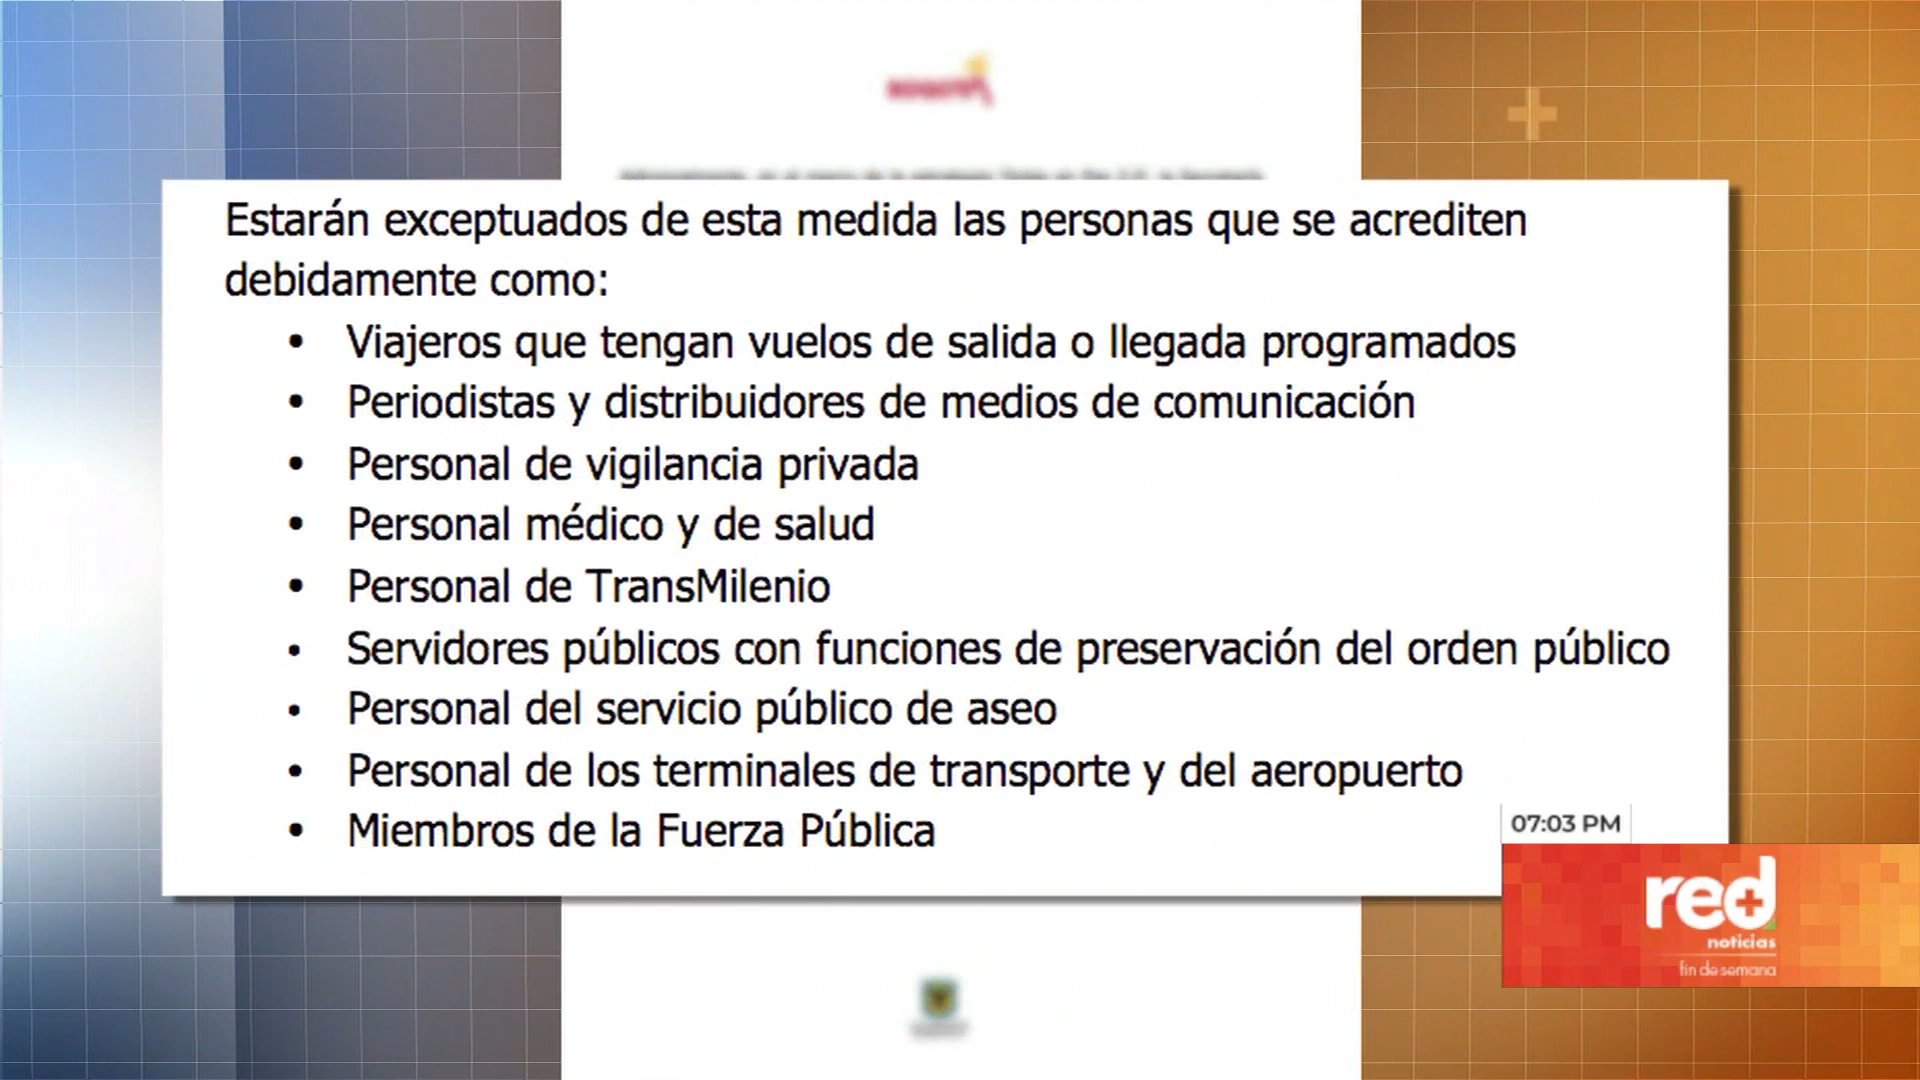 Estarán exceptuados de esta medida las personas que se acrediten
debidamente como:
• Viajeros que tengan vuelos de salida o llegada programados
• Periodistas y distribuidores de medios de comunicación
• Personal de vigilancia privada
• Personal médico y de salud
• Personal de TransMilenio
• Servidores públicos con funciones de preservación del orden público
• Personal del servicio público de aseo
• Personal de los terminales de transporte y del aeropuerto
• Miembros de la Fuerza Pública
07:03 PM
red
noticias
fin de semana